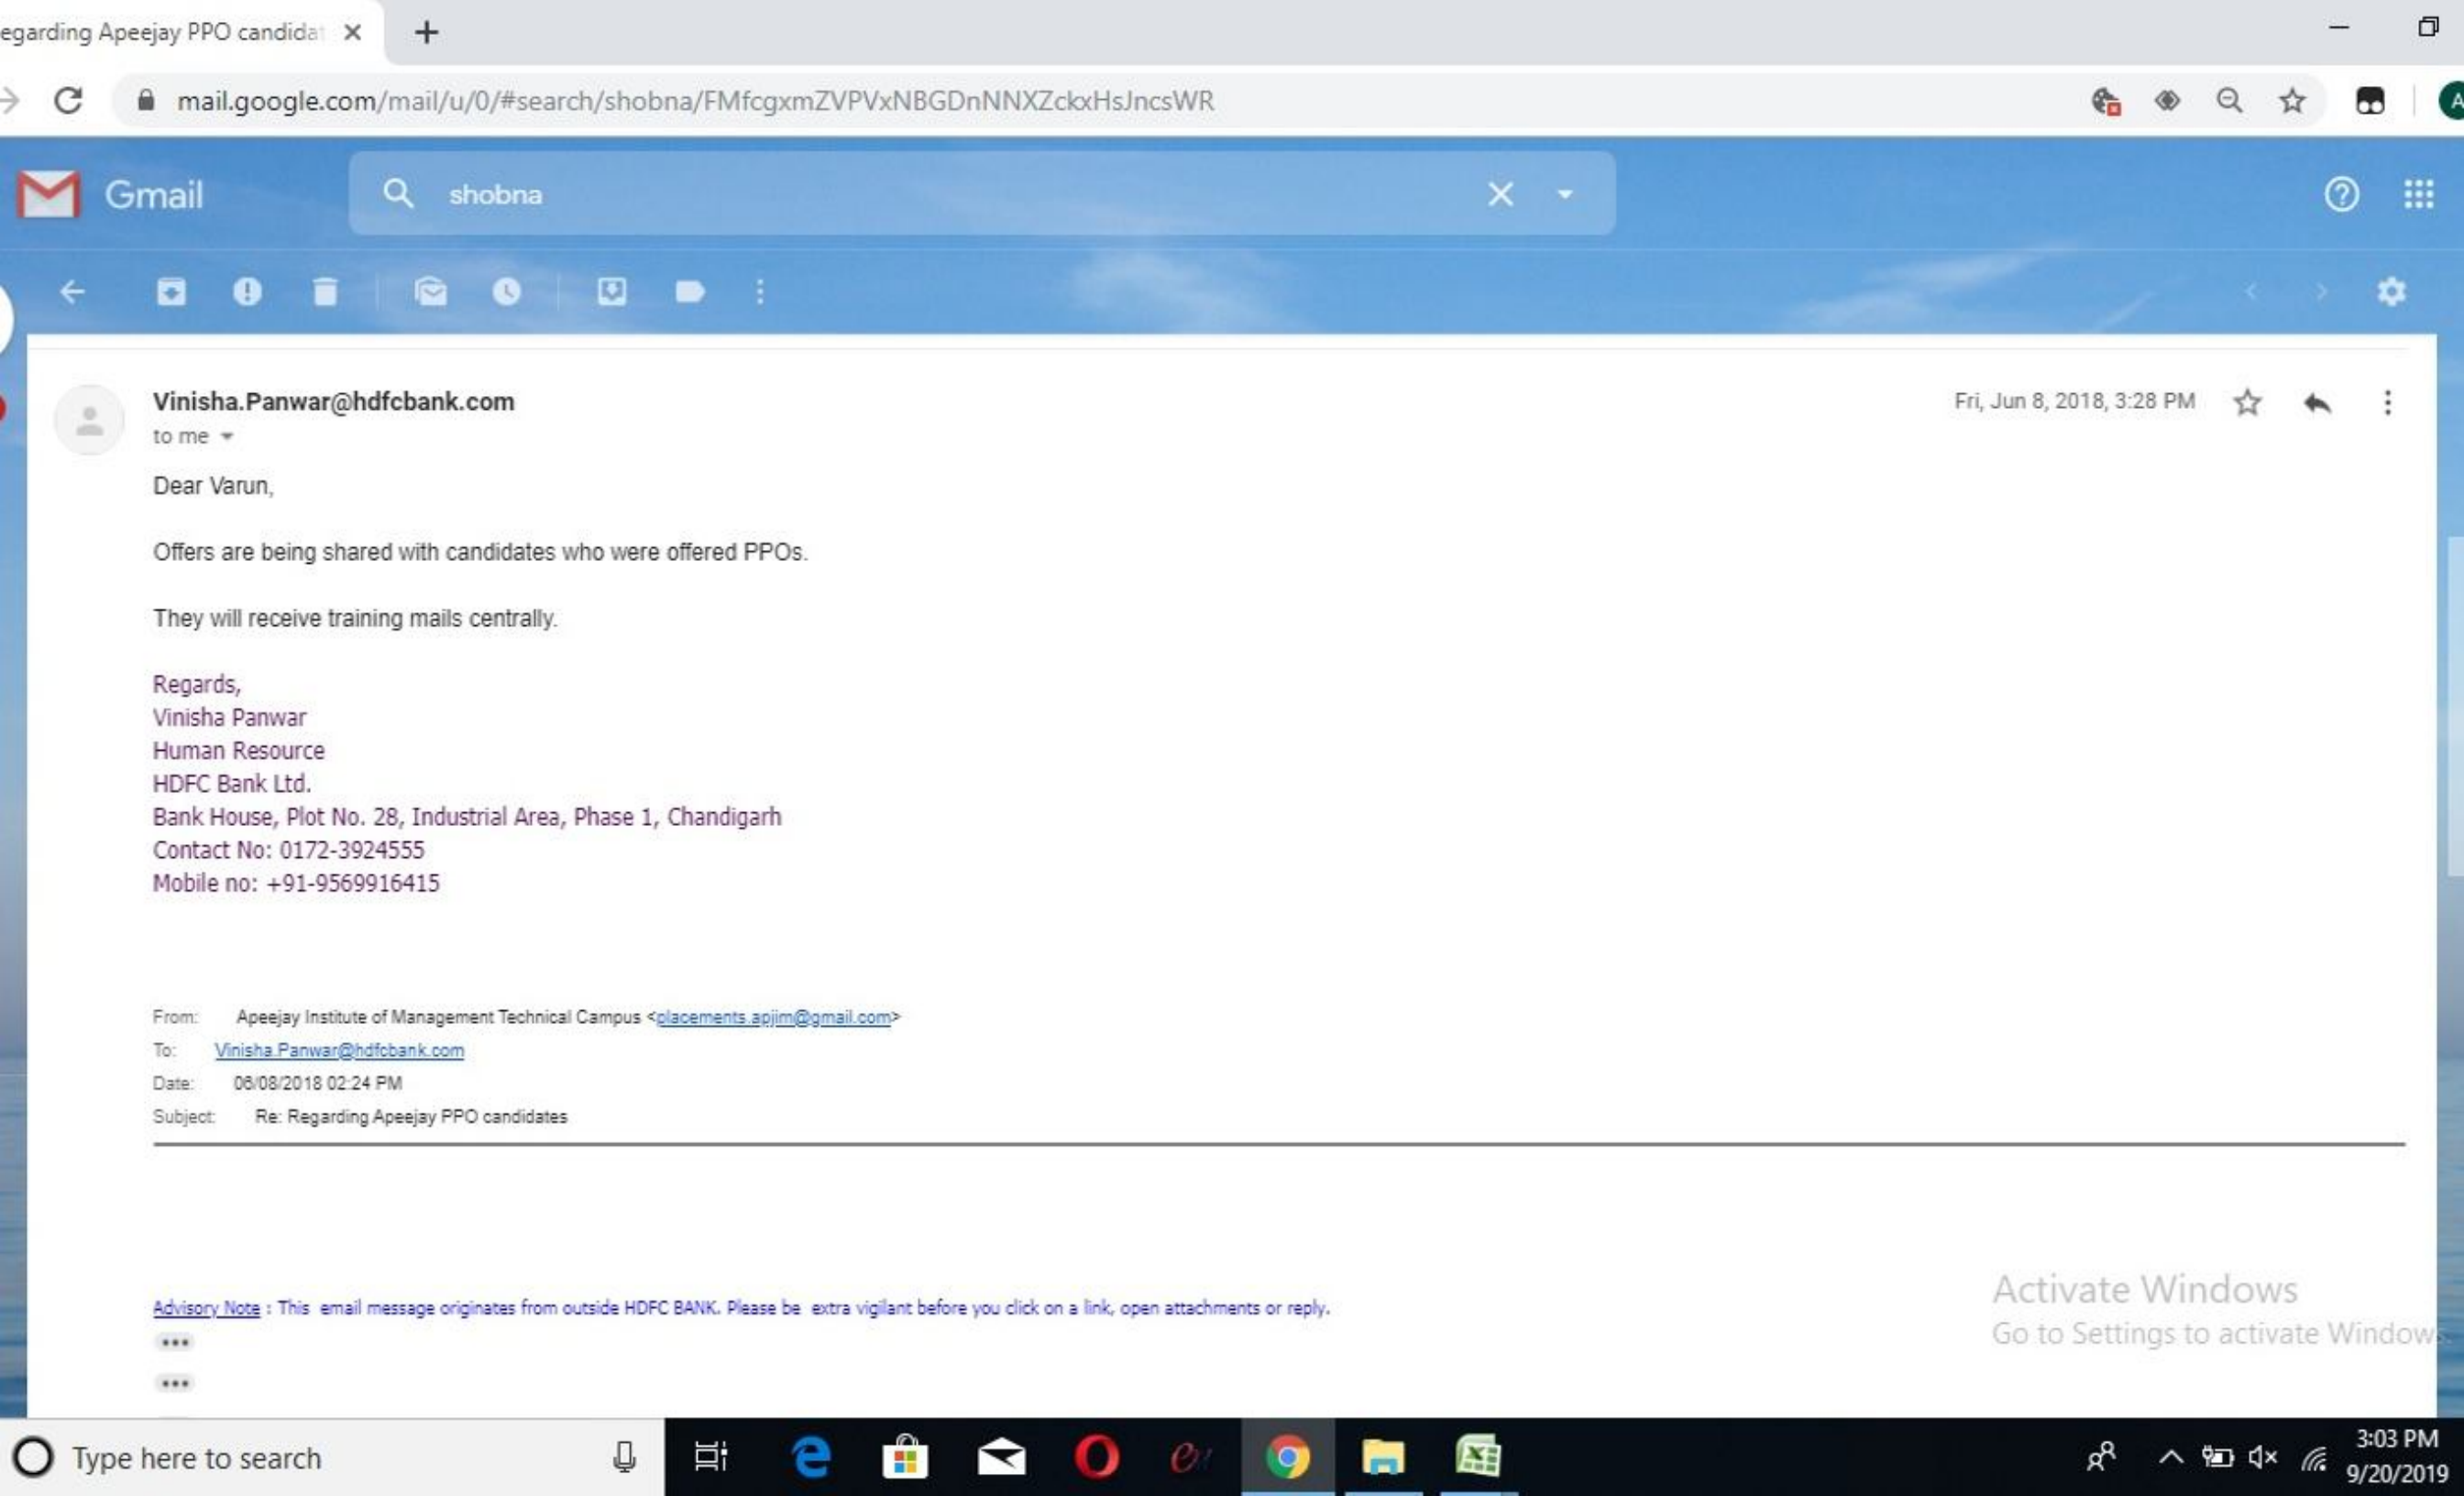 egarding Apeejay PPO candidat
mail.google.com/mail/u/0/#search/shobna/FMfcgxmZVPVxNBGDnNNXZckxHsJncsWR
A
Gmail
shobna
Vinisha.Panwar@hdfcbank.com
Fri, Jun 8, 2018, 3:28 PM
to me
Dear Varun,
Offers are being shared with candidates who were offered PPOs.
They will receive training mails centrally.
Regards,
Vinisha Panwar
Human Resource
HDFC Bank Ltd.
Bank House, Plot No. 28, Industrial Area, Phase 1, Chandigarh
Contact No: 0172-3924555
Mobile no: +91-9569916415
From: Apeejay Institute of Management Technical Campus <placements.apjim@gmail.com>
To: Vinisha.Panwar@hdfcbank.com
Date: 06/08/2018 02:24 PM
Subject: Re: Regarding Apeejay PPO candidates
Advisory Note : This email message originates from outside HDFC BANK. Please be extra vigilant before you click on a link, open attachments or reply.
Activate Windows
Go to Settings to activate Windows
Type here to search
3:03 PM
9/20/2019